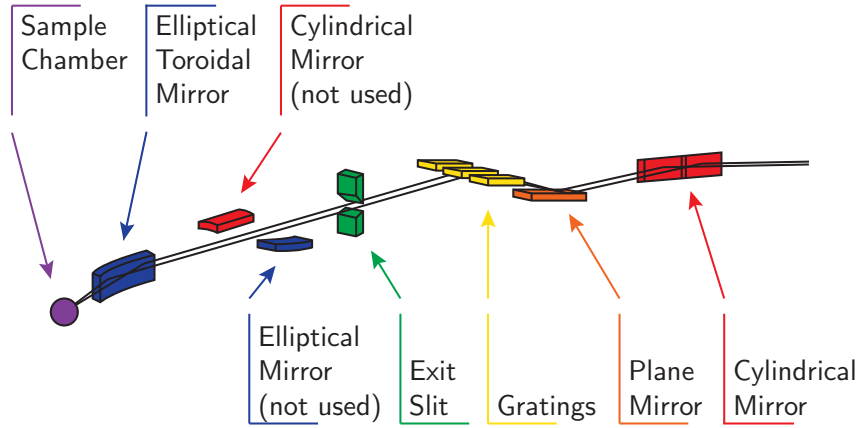 Sample
Chamber
Elliptical
Toroidal
Mirror
Cylindrical
Mirror
(not used)
Elliptical
Mirror
(not used)
Exit
Slit
Gratings
Plane
Mirror
Cylindrical
Mirror